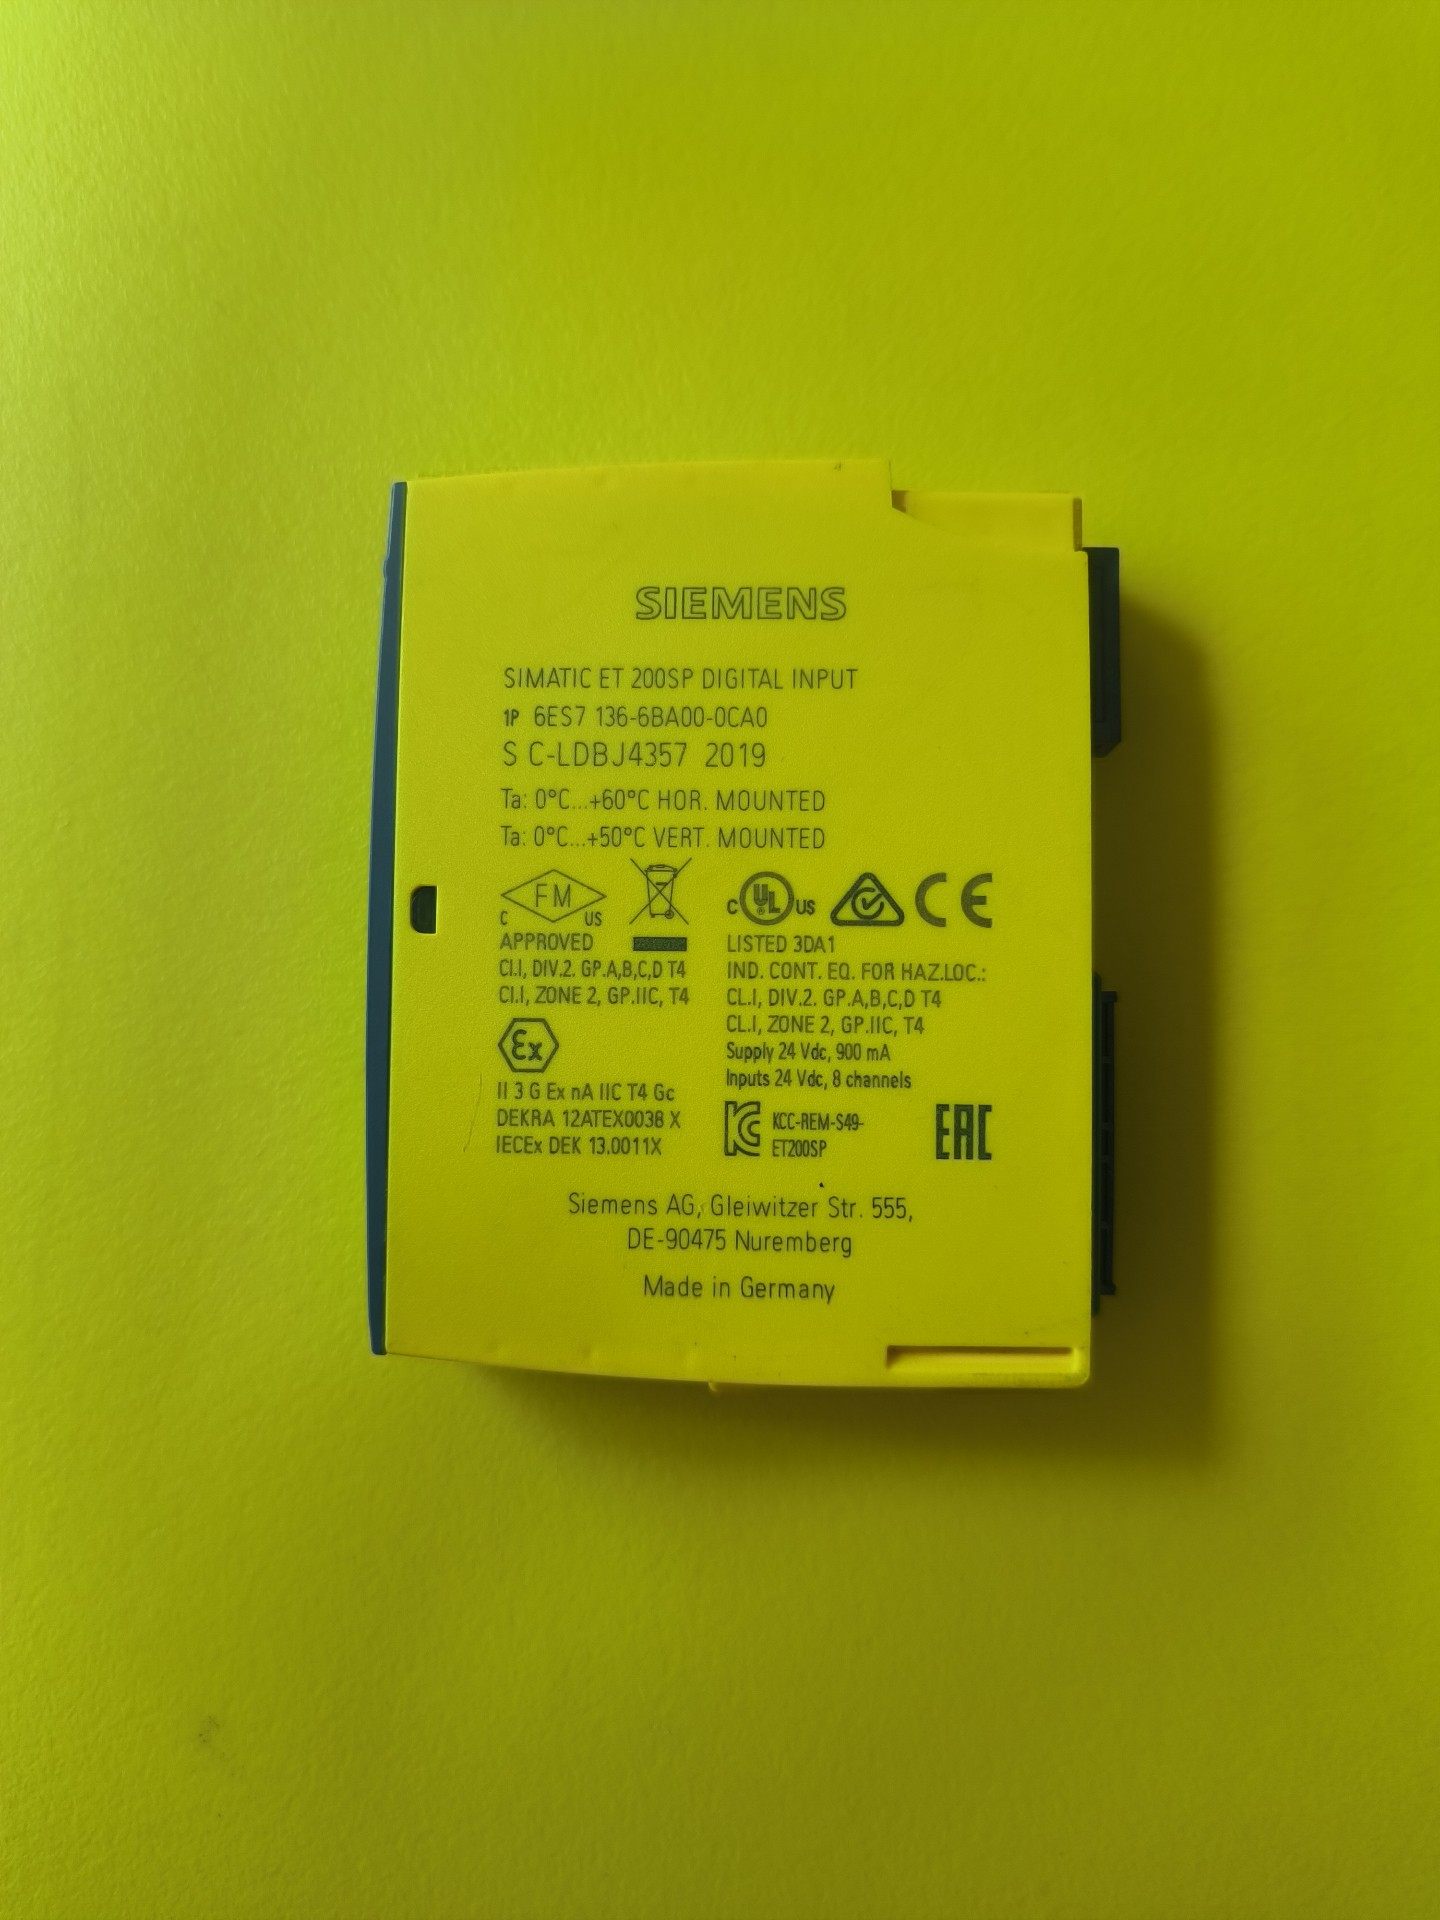 SIEMENS
SIMATIC ET 200SP DIGITAL INPUT
1P 6ES7 136-6BA00-0CA0
S C-LDBJ4357 2019
Ta: 0°C...+60°C HOR. MOUNTED
Ta: 0°C...+50°C VERT. MOUNTED
FM
C US
APPROVED
Cl.I, DIV.2. GP.A,B,C,D T4
Cl.I, ZONE 2, GP.IIC, T4
Ex
II 3 G Ex nA IIC T4 Gc
DEKRA 12ATEX0038 X
IECEx DEK 13.0011X
C UL US CE
LISTED 3DA1
IND. CONT. EQ. FOR HAZ.LOC.:
CL.I, DIV.2. GP.A,B,C,D T4
CL.I, ZONE 2, GP.IIC, T4
Supply 24 Vdc, 900 mA
Inputs 24 Vdc, 8 channels
KC KCC-REM-S49-
ET200SP
EAC
Siemens AG, Gleiwitzer Str. 555,
DE-90475 Nuremberg
Made in Germany